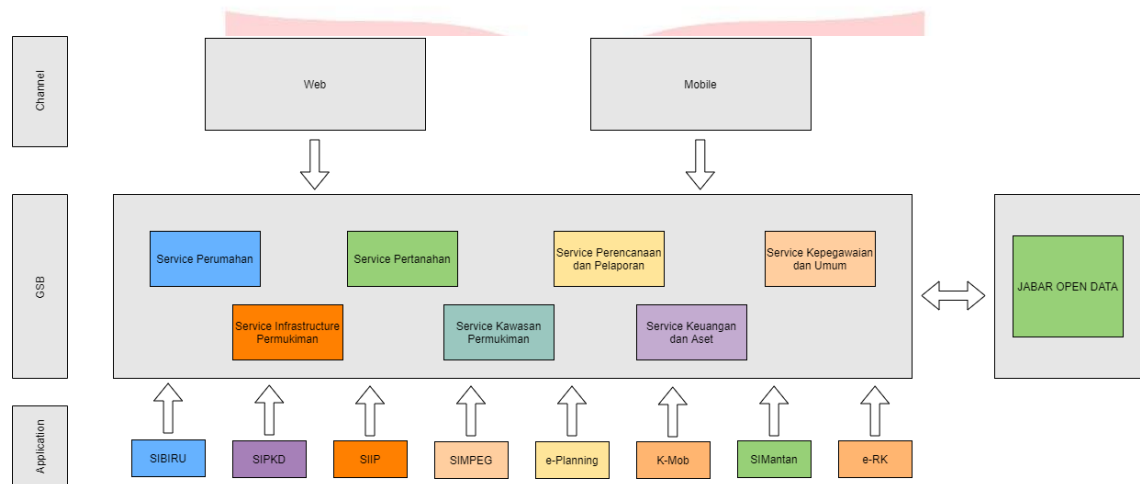 Channel
Web
Mobile
GSB
Service Perumahan
Service Pertanahan
Service Perencanaan
dan Pelaporan
Service Kepegawaian
dan Umum
Service Infrastructure
Permukiman
Service Kawasan
Permukiman
Service Keuangan
dan Aset
JABAR OPEN DATA
Application
SIBIRU
SIPKD
SIIP
SIMPEG
e-Planning
K-Mob
SIMantan
e-RK